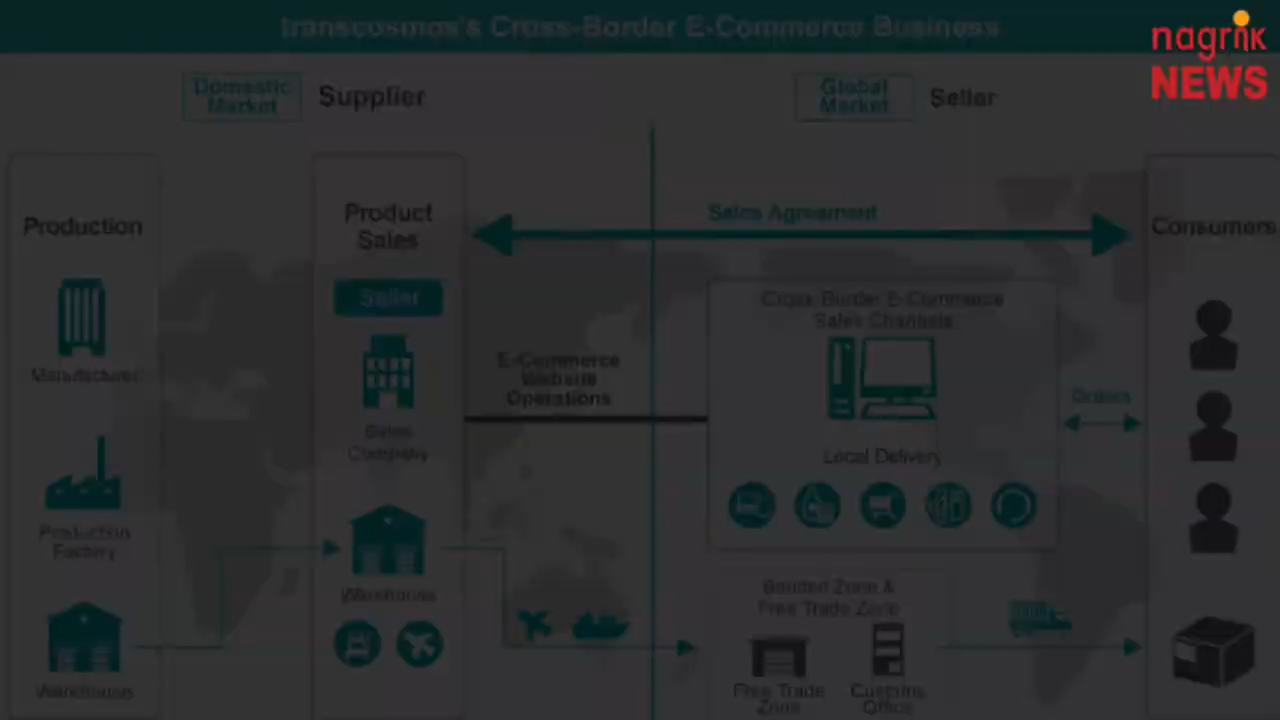 transcosmos's Cross-Border E-Commerce Business
nagrik
NEWS
Domestic
Market
Supplier
Global
Market
Seller
Production
Manufacturer
Production
Factory
Warehouse
Product
Sales
Seller
Sales
Company
Warehouse
E-Commerce
Website
Operations
Sales Agreement
Cross-Border E-Commerce
Sales Channels
Local Delivery
Bonded Zone &
Free Trade Zone
Free Trade
Zone
Customs
Office
Orders
Consumers